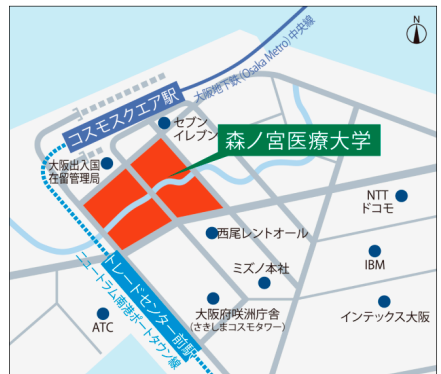 N
大阪地下鉄(Osaka Metro)中央線
コスモスクエア駅
セブン
イレブン
森ノ宮医療大学
大阪出入国
在留管理局
NTT
ドコモ
西尾レントオール
IBM
ミズノ本社
トレードセンター前駅
ニュートラム南港ポートタウン線
大阪府咲洲庁舎
(さきしまコスモタワー)
インテックス大阪
ATC